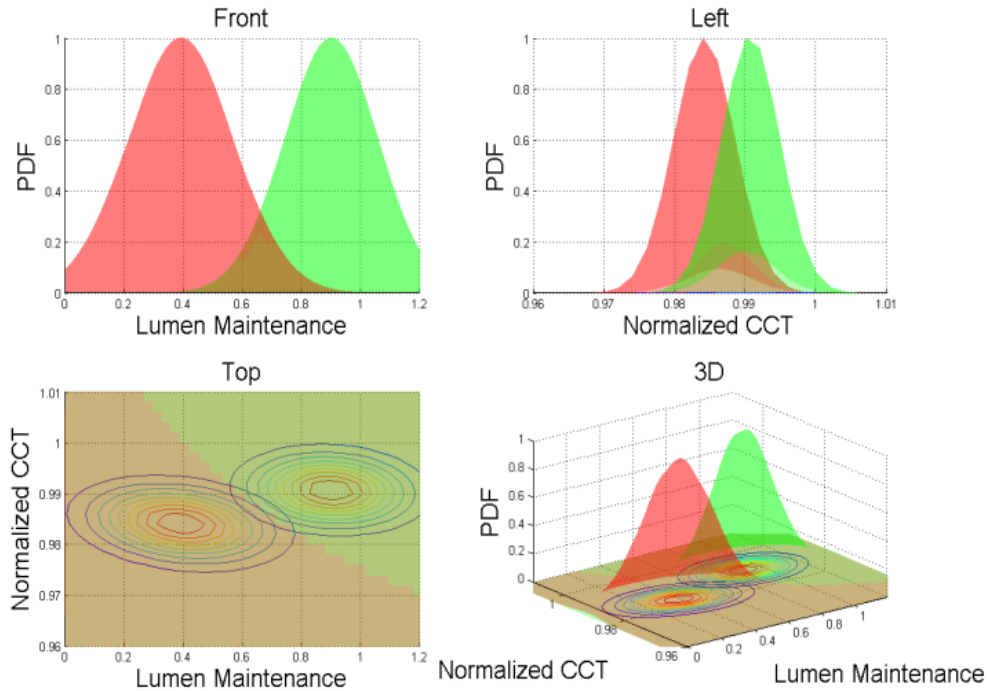 Front
1
0.8
0.6
0.4
0.2
0
PDF
0 0.2 0.4 0.6 0.8 1 1.2
Lumen Maintenance
Left
1
0.8
0.6
0.4
0.2
0
PDF
0.96 0.97 0.98 0.99 1 1.01
Normalized CCT
Top
1.01
1
0.99
0.98
0.97
0.96
Normalized CCT
0 0.2 0.4 0.6 0.8 1 1.2
Lumen Maintenance
3D
1
0.8
0.6
0.4
0.2
0
PDF
1 0.98 0.96
Normalized CCT
0 0.2 0.4 0.6 0.8 1
Lumen Maintenance